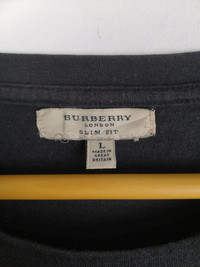 BURBERRY
LONDON
SLIM FIT
L
MADE IN
GREAT
BRITAIN